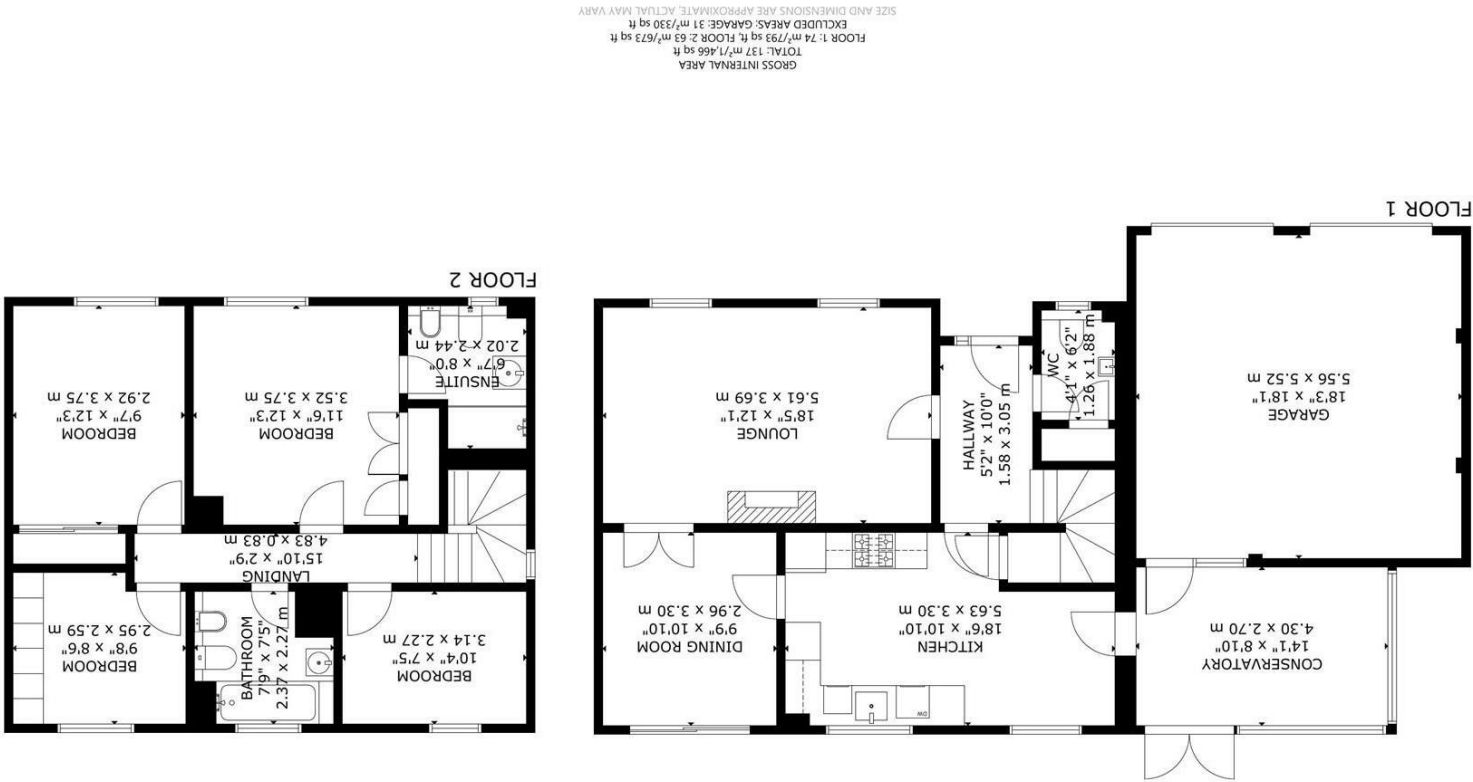 FLOOR 1
GARAGE
18'3" x 18'1"
5.56 x 5.52 m
CONSERVATORY
14'1" x 8'10"
4.30 x 2.70 m
WC
4'1" x 6'2"
1.26 x 1.88 m
HALLWAY
5'2" x 10'0"
1.58 x 3.05 m
KITCHEN
18'6" x 10'10"
5.63 x 3.30 m
DW
LOUNGE
18'5" x 12'1"
5.61 x 3.69 m
DINING ROOM
9'9" x 10'10"
2.96 x 3.30 m
FLOOR 2
ENSUITE
6'7" x 8'0"
2.02 x 2.44 m
BEDROOM
11'6" x 12'3"
3.52 x 3.75 m
BEDROOM
9'7" x 12'3"
2.92 x 3.75 m
LANDING
15'10" x 2'9"
4.83 x 0.83 m
BEDROOM
10'4" x 7'5"
3.14 x 2.27 m
BATHROOM
7'9" x 7'5"
2.37 x 2.27 m
BEDROOM
9'8" x 8'6"
2.95 x 2.59 m
GROSS INTERNAL AREA
TOTAL: 137 m²/1,466 sq ft
FLOOR 1: 74 m²/793 sq ft, FLOOR 2: 63 m²/673 sq ft
EXCLUDED AREAS: GARAGE: 31 m²/330 sq ft
SIZE AND DIMENSIONS ARE APPROXIMATE, ACTUAL MAY VARY